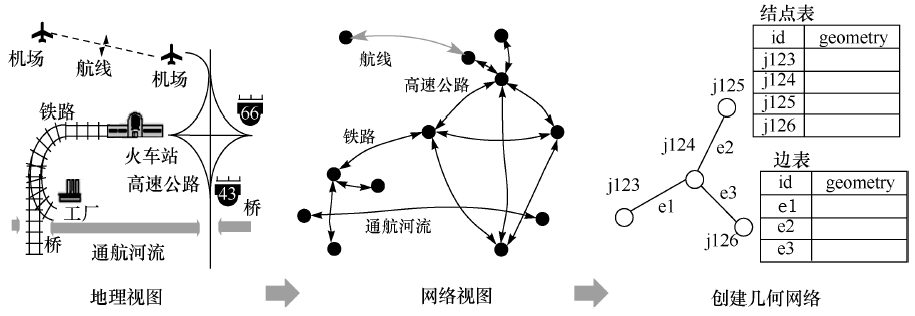 机场
航线
机场
铁路
火车站
66
高速公路
43
工厂
桥
桥
通航河流
地理视图
航线
高速公路
铁路
通航河流
网络视图
结点表
id geometry
j123
j124
j125
j126
j125
j124
e2
j123
e1
e3
j126
边表
id geometry
e1
e2
e3
创建几何网络